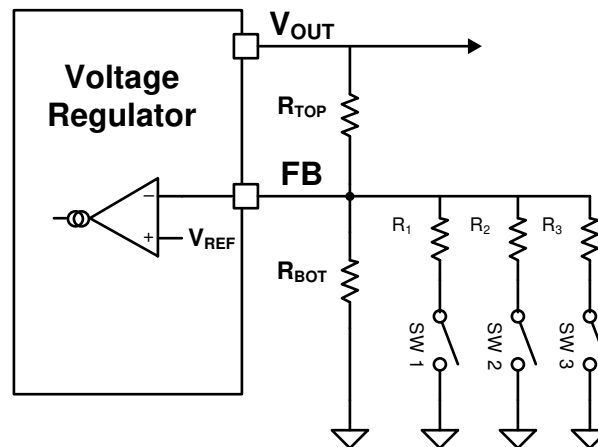 VOUT
Voltage
Regulator
RTOP
FB
−
+
VREF
R1
R2
R3
RBOT
SW 1
SW 2
SW 3